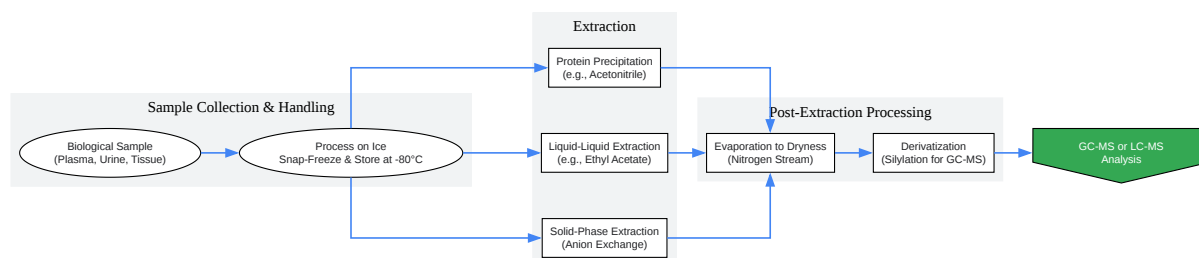 Extraction
Protein Precipitation
(e.g., Acetonitrile)
Sample Collection & Handling
Post-Extraction Processing
Biological Sample
(Plasma, Urine, Tissue)
Process on Ice
Snap-Freeze & Store at -80°C
Liquid-Liquid Extraction
(e.g., Ethyl Acetate)
Evaporation to Dryness
(Nitrogen Stream)
Derivatization
(Silylation for GC-MS)
GC-MS or LC-MS
Analysis
Solid-Phase Extraction
(Anion Exchange)